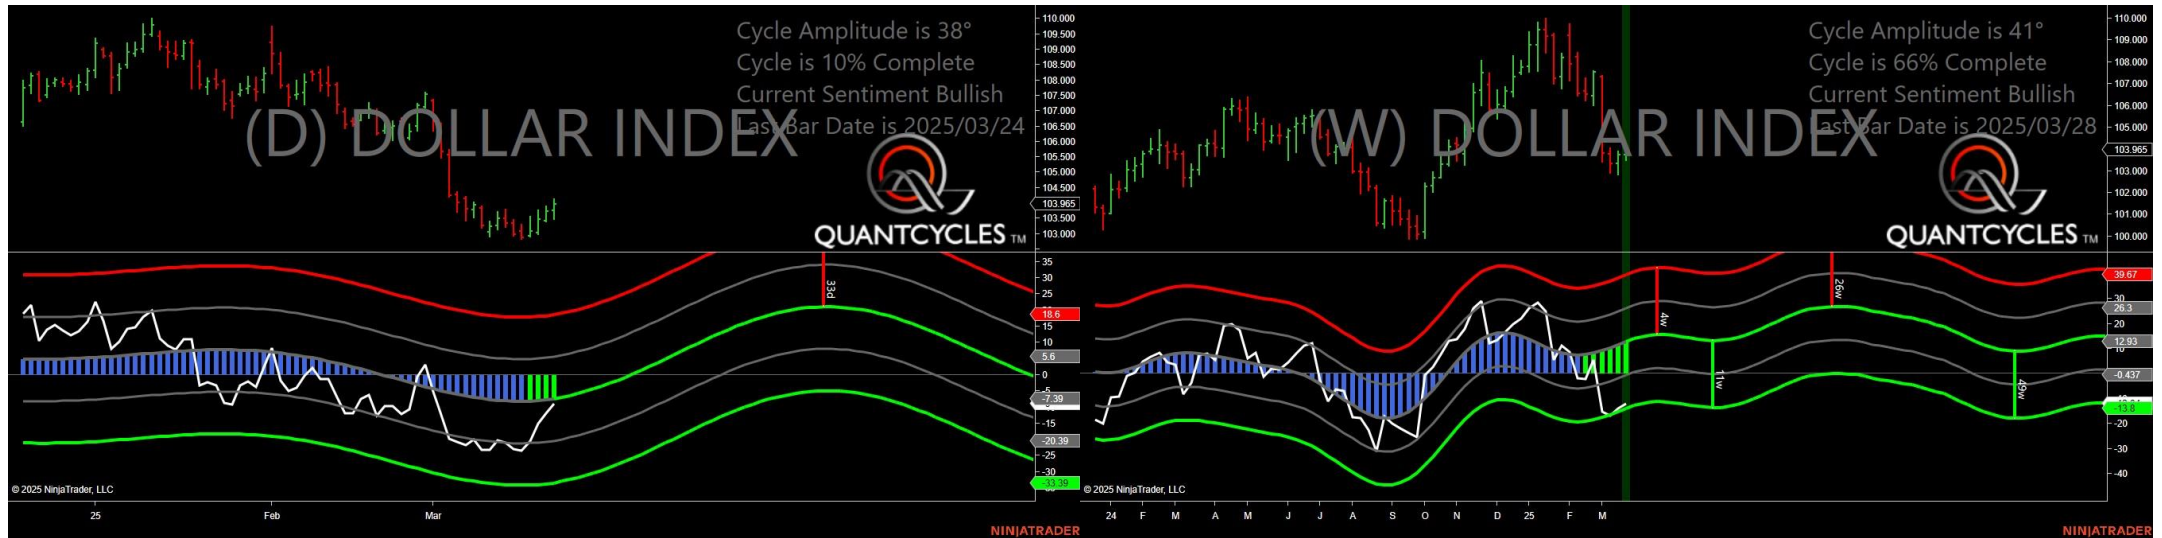 Cycle Amplitude is 38°
Cycle is 10% Complete
Current Sentiment Bullish
Last Bar Date is 2025/03/24
(D) DOLLAR INDEX
QUANTCYCLES TM
110.000
109.500
109.000
108.500
108.000
107.500
107.000
106.500
106.000
105.500
105.000
104.500
103.965
103.500
103.000
33d
35
30
25
18.6
15
10
5.6
0
-5
-7.39
-15
-20.39
-25
-30
-33.39
© 2025 NinjaTrader, LLC
25 Feb Mar
NINJATRADER
Cycle Amplitude is 41°
Cycle is 66% Complete
Current Sentiment Bullish
Last Bar Date is 2025/03/28
(W) DOLLAR INDEX
QUANTCYCLES TM
110.000
109.000
108.000
107.000
106.000
105.000
103.965
103.000
102.000
101.000
100.000
4w
11w
26w
49w
39.67
30
26.3
20
12.93
10
-0.437
-13.8
-20
-30
-40
© 2025 NinjaTrader, LLC
24 F M A M J J A S O N D 25 F M
NINJATRADER